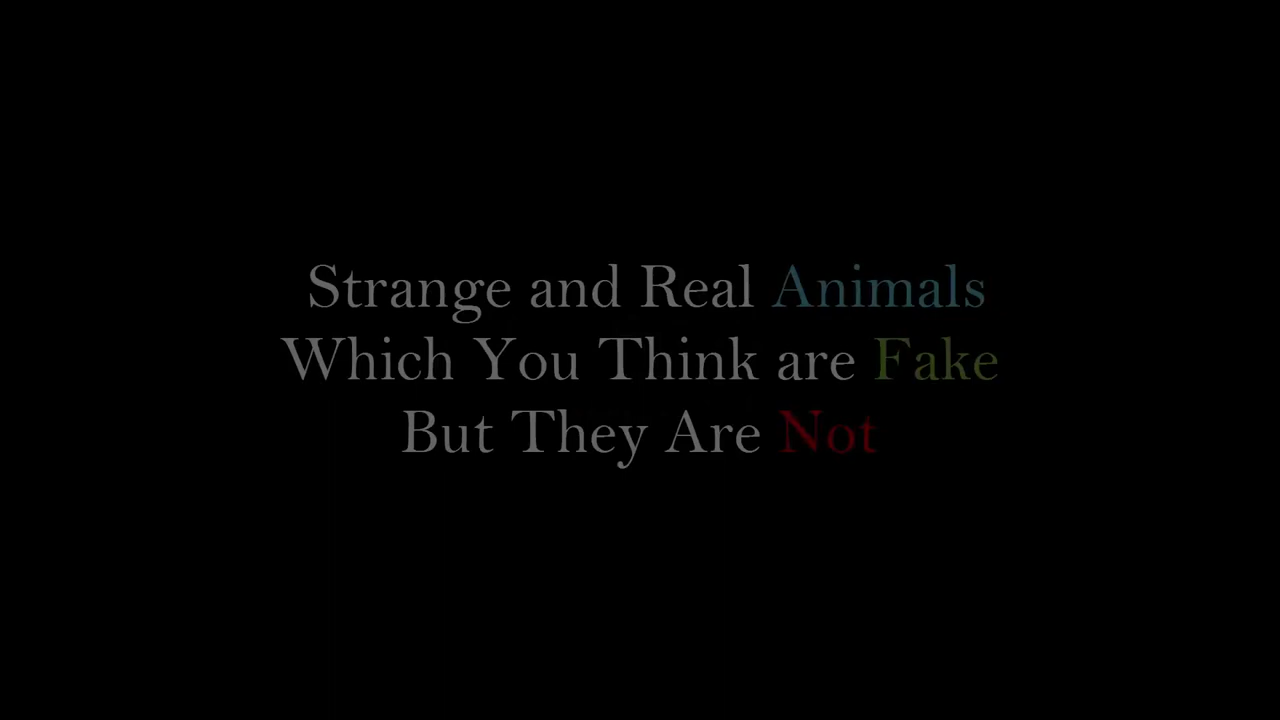 Strange and Real Animals
Which You Think are Fake
But They Are Not